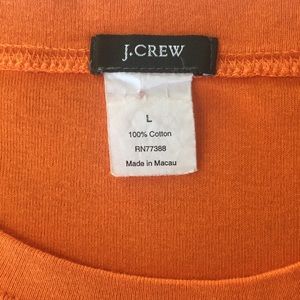 J.CREW
L
100% Cotton
RN77388
Made in Macau